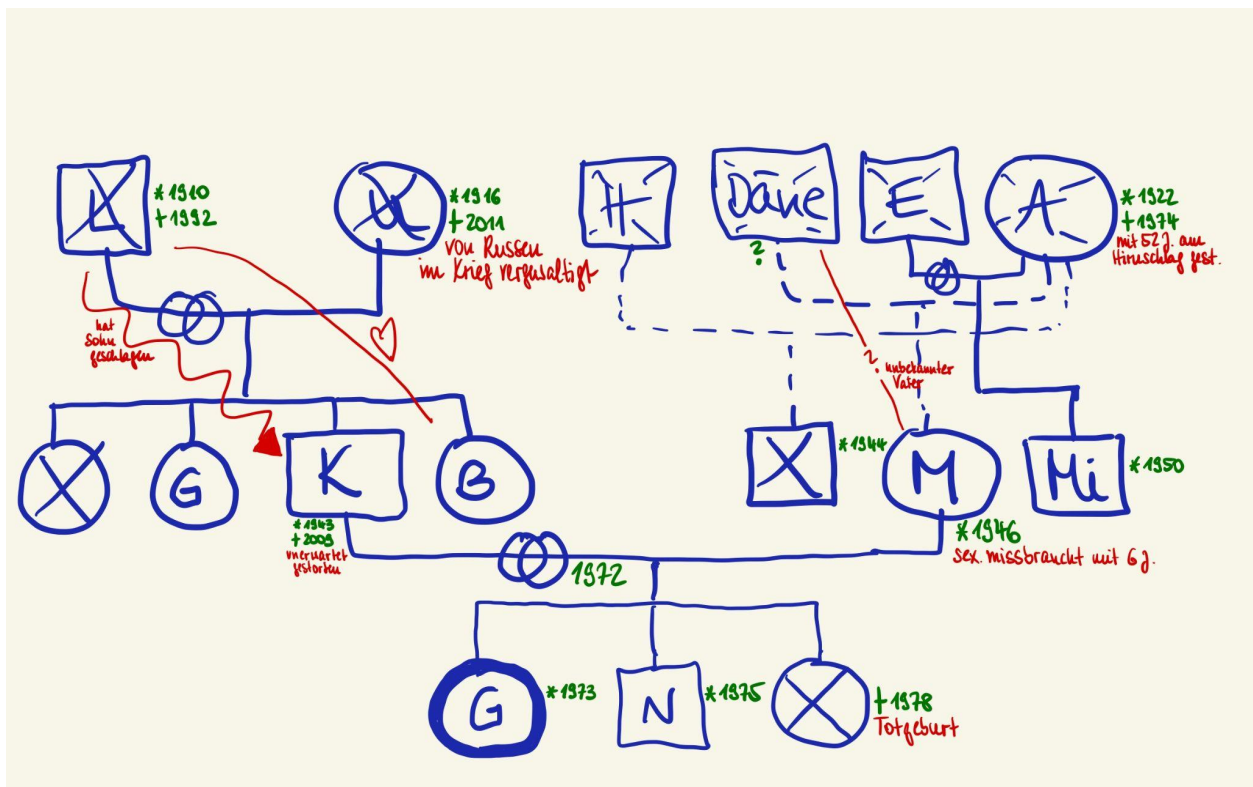 L
*1910
+1992
U
*1916
+2011
von Russen
im Krieg vergewaltigt
H
Däne
?
E
A
*1922
+1974
mit 52 J. an
Hirnschlag gest.
hat
Sohn
geschlagen
? unbekannter
Vater
G
K
*1943
+2009
unerwartet
gestorben
B
X
*1944
M
*1946
sex. missbraucht mit 6 J.
Mi
*1950
1972
G
*1973
N
*1975
+1978
Totgeburt